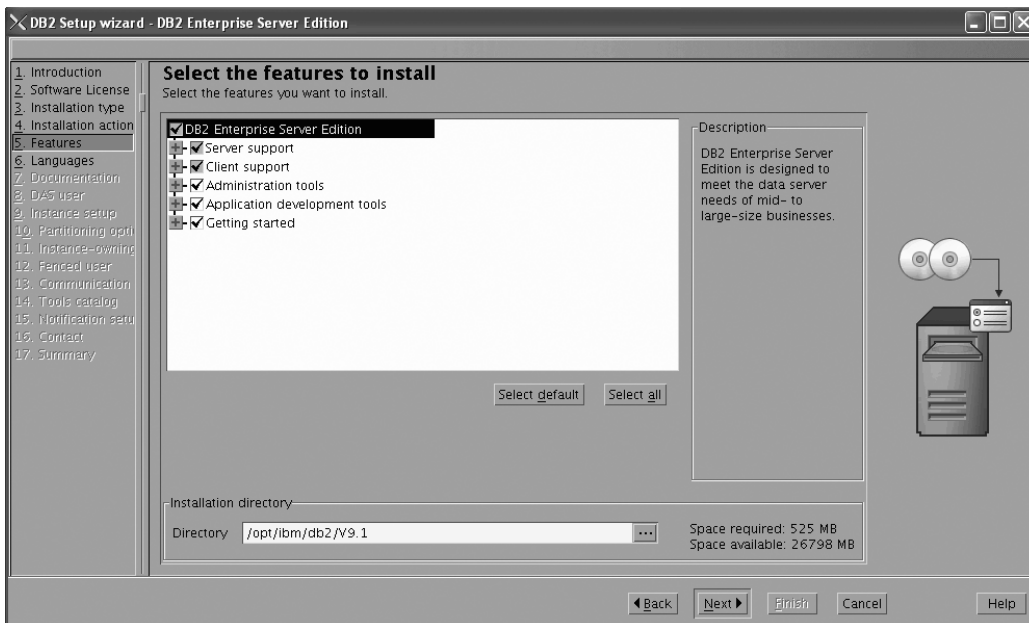 DB2 Setup wizard - DB2 Enterprise Server Edition
1. Introduction
2. Software License
3. Installation type
4. Installation action
5. Features
6. Languages
7. Documentation
8. DAS user
9. Instance setup
10. Partitioning opti
11. Instance-owning
12. Fenced user
13. Communication
14. Tools catalog
15. Notification setu
16. Contact
17. Summary
Select the features to install
Select the features you want to install.
DB2 Enterprise Server Edition
Server support
Client support
Administration tools
Application development tools
Getting started
Select default
Select all
Description
DB2 Enterprise Server
Edition is designed to
meet the data server
needs of mid- to
large-size businesses.
Installation directory
Directory /opt/ibm/db2/V9.1 ...
Space required: 525 MB
Space available: 26798 MB
Back Next Finish Cancel Help